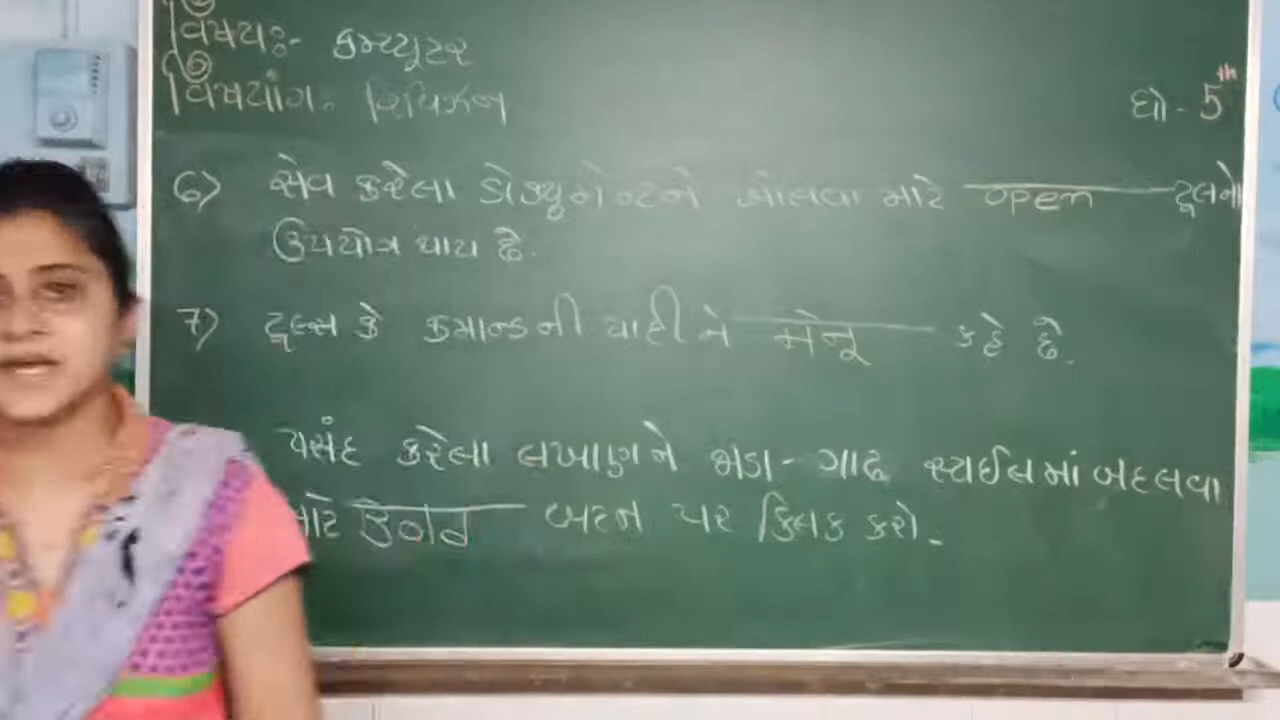 વિષય:- કમ્પ્યુટર
વિષયાંગ:- રિવિઝન
ધો - 5th
6) સેવ કરેલા ડોક્યુમેન્ટને ખોલવા માટે open ટૂલનો
ઉપયોગ થાય છે.
7) ટૂલ્સ કે કમાન્ડની યાદીને મેનૂ કહે છે.
પસંદ કરેલા લખાણને જાડા - ગાઢ સ્ટાઈલમાં બદલવા
માટે બટન પર ક્લિક કરો.